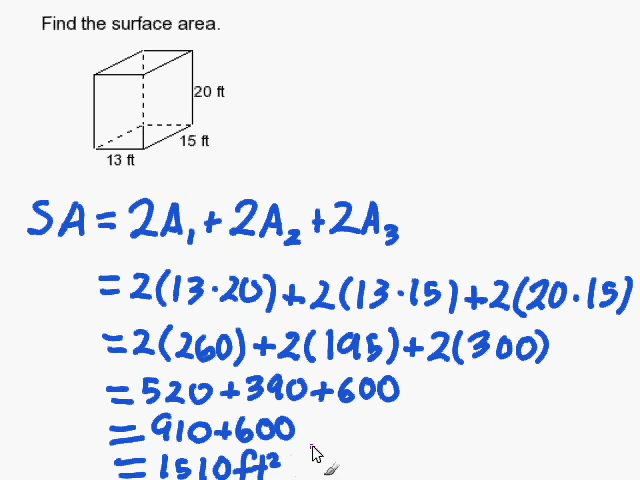 Find the surface area.
20 ft
15 ft
13 ft
SA = 2A₁ + 2A₂ + 2A₃
= 2(13·20) + 2(13·15) + 2(20·15)
= 2(260) + 2(195) + 2(300)
= 520 + 390 + 600
= 910 + 600
= 1510 ft²